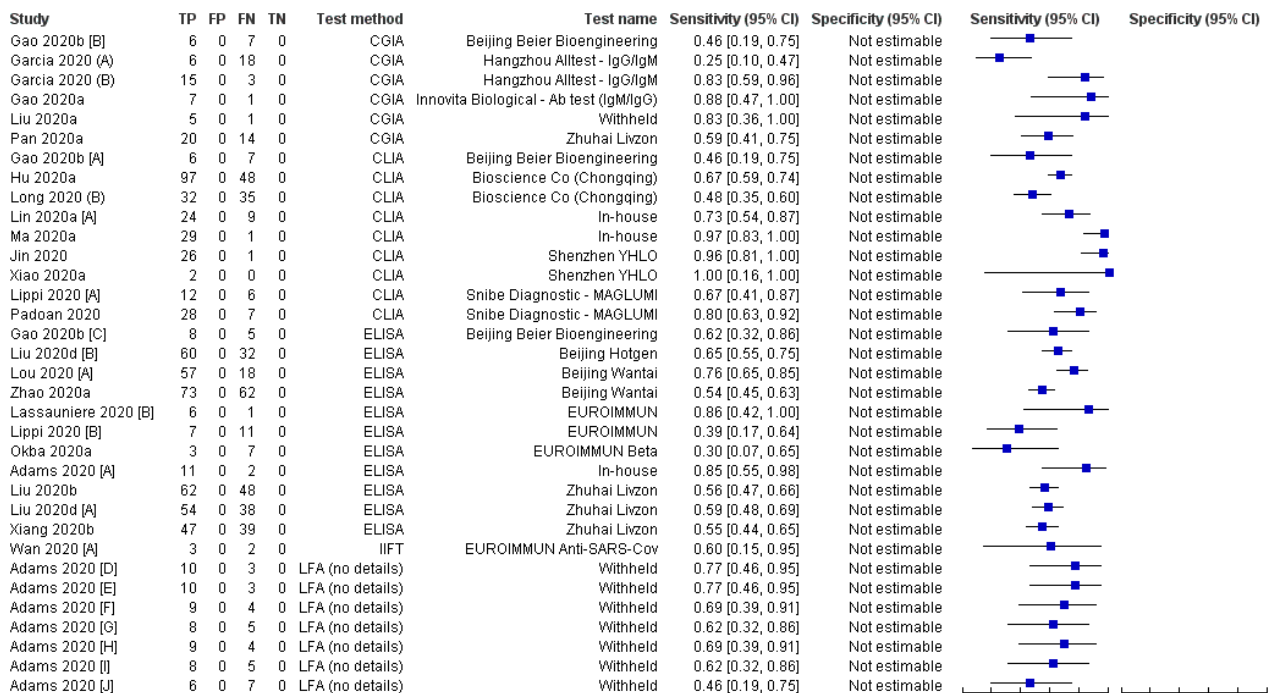 Study TP FP FN TN Test method Test name Sensitivity (95% CI) Specificity (95% CI) Sensitivity (95% CI) Specificity (95% CI)
Gao 2020b [B] 6 0 7 0 CGIA Beijing Beier Bioengineering 0.46 [0.19, 0.75] Not estimable
Garcia 2020 (A) 6 0 18 0 CGIA Hangzhou Alltest - IgG/IgM 0.25 [0.10, 0.47] Not estimable
Garcia 2020 (B) 15 0 3 0 CGIA Hangzhou Alltest - IgG/IgM 0.83 [0.59, 0.96] Not estimable
Gao 2020a 7 0 1 0 CGIA Innovita Biological - Ab test (IgM/IgG) 0.88 [0.47, 1.00] Not estimable
Liu 2020a 5 0 1 0 CGIA Withheld 0.83 [0.36, 1.00] Not estimable
Pan 2020a 20 0 14 0 CGIA Zhuhai Livzon 0.59 [0.41, 0.75] Not estimable
Gao 2020b [A] 6 0 7 0 CLIA Beijing Beier Bioengineering 0.46 [0.19, 0.75] Not estimable
Hu 2020a 97 0 48 0 CLIA Bioscience Co (Chongqing) 0.67 [0.59, 0.74] Not estimable
Long 2020 (B) 32 0 35 0 CLIA Bioscience Co (Chongqing) 0.48 [0.35, 0.60] Not estimable
Lin 2020a [A] 24 0 9 0 CLIA In-house 0.73 [0.54, 0.87] Not estimable
Ma 2020a 29 0 1 0 CLIA In-house 0.97 [0.83, 1.00] Not estimable
Jin 2020 26 0 1 0 CLIA Shenzhen YHLO 0.96 [0.81, 1.00] Not estimable
Xiao 2020a 2 0 0 0 CLIA Shenzhen YHLO 1.00 [0.16, 1.00] Not estimable
Lippi 2020 [A] 12 0 6 0 CLIA Snibe Diagnostic - MAGLUMI 0.67 [0.41, 0.87] Not estimable
Padoan 2020 28 0 7 0 CLIA Snibe Diagnostic - MAGLUMI 0.80 [0.63, 0.92] Not estimable
Gao 2020b [C] 8 0 5 0 ELISA Beijing Beier Bioengineering 0.62 [0.32, 0.86] Not estimable
Liu 2020d [B] 60 0 32 0 ELISA Beijing Hotgen 0.65 [0.55, 0.75] Not estimable
Lou 2020 [A] 57 0 18 0 ELISA Beijing Wantai 0.76 [0.65, 0.85] Not estimable
Zhao 2020a 73 0 62 0 ELISA Beijing Wantai 0.54 [0.45, 0.63] Not estimable
Lassauniere 2020 [B] 6 0 1 0 ELISA EUROIMMUN 0.86 [0.42, 1.00] Not estimable
Lippi 2020 [B] 7 0 11 0 ELISA EUROIMMUN 0.39 [0.17, 0.64] Not estimable
Okba 2020a 3 0 7 0 ELISA EUROIMMUN Beta 0.30 [0.07, 0.65] Not estimable
Adams 2020 [A] 11 0 2 0 ELISA In-house 0.85 [0.55, 0.98] Not estimable
Liu 2020b 62 0 48 0 ELISA Zhuhai Livzon 0.56 [0.47, 0.66] Not estimable
Liu 2020d [A] 54 0 38 0 ELISA Zhuhai Livzon 0.59 [0.48, 0.69] Not estimable
Xiang 2020b 47 0 39 0 ELISA Zhuhai Livzon 0.55 [0.44, 0.65] Not estimable
Wan 2020 [A] 3 0 2 0 IIFT EUROIMMUN Anti-SARS-Cov 0.60 [0.15, 0.95] Not estimable
Adams 2020 [D] 10 0 3 0 LFA (no details) Withheld 0.77 [0.46, 0.95] Not estimable
Adams 2020 [E] 10 0 3 0 LFA (no details) Withheld 0.77 [0.46, 0.95] Not estimable
Adams 2020 [F] 9 0 4 0 LFA (no details) Withheld 0.69 [0.39, 0.91] Not estimable
Adams 2020 [G] 8 0 5 0 LFA (no details) Withheld 0.62 [0.32, 0.86] Not estimable
Adams 2020 [H] 9 0 4 0 LFA (no details) Withheld 0.69 [0.39, 0.91] Not estimable
Adams 2020 [I] 8 0 5 0 LFA (no details) Withheld 0.62 [0.32, 0.86] Not estimable
Adams 2020 [J] 6 0 7 0 LFA (no details) Withheld 0.46 [0.19, 0.75] Not estimable